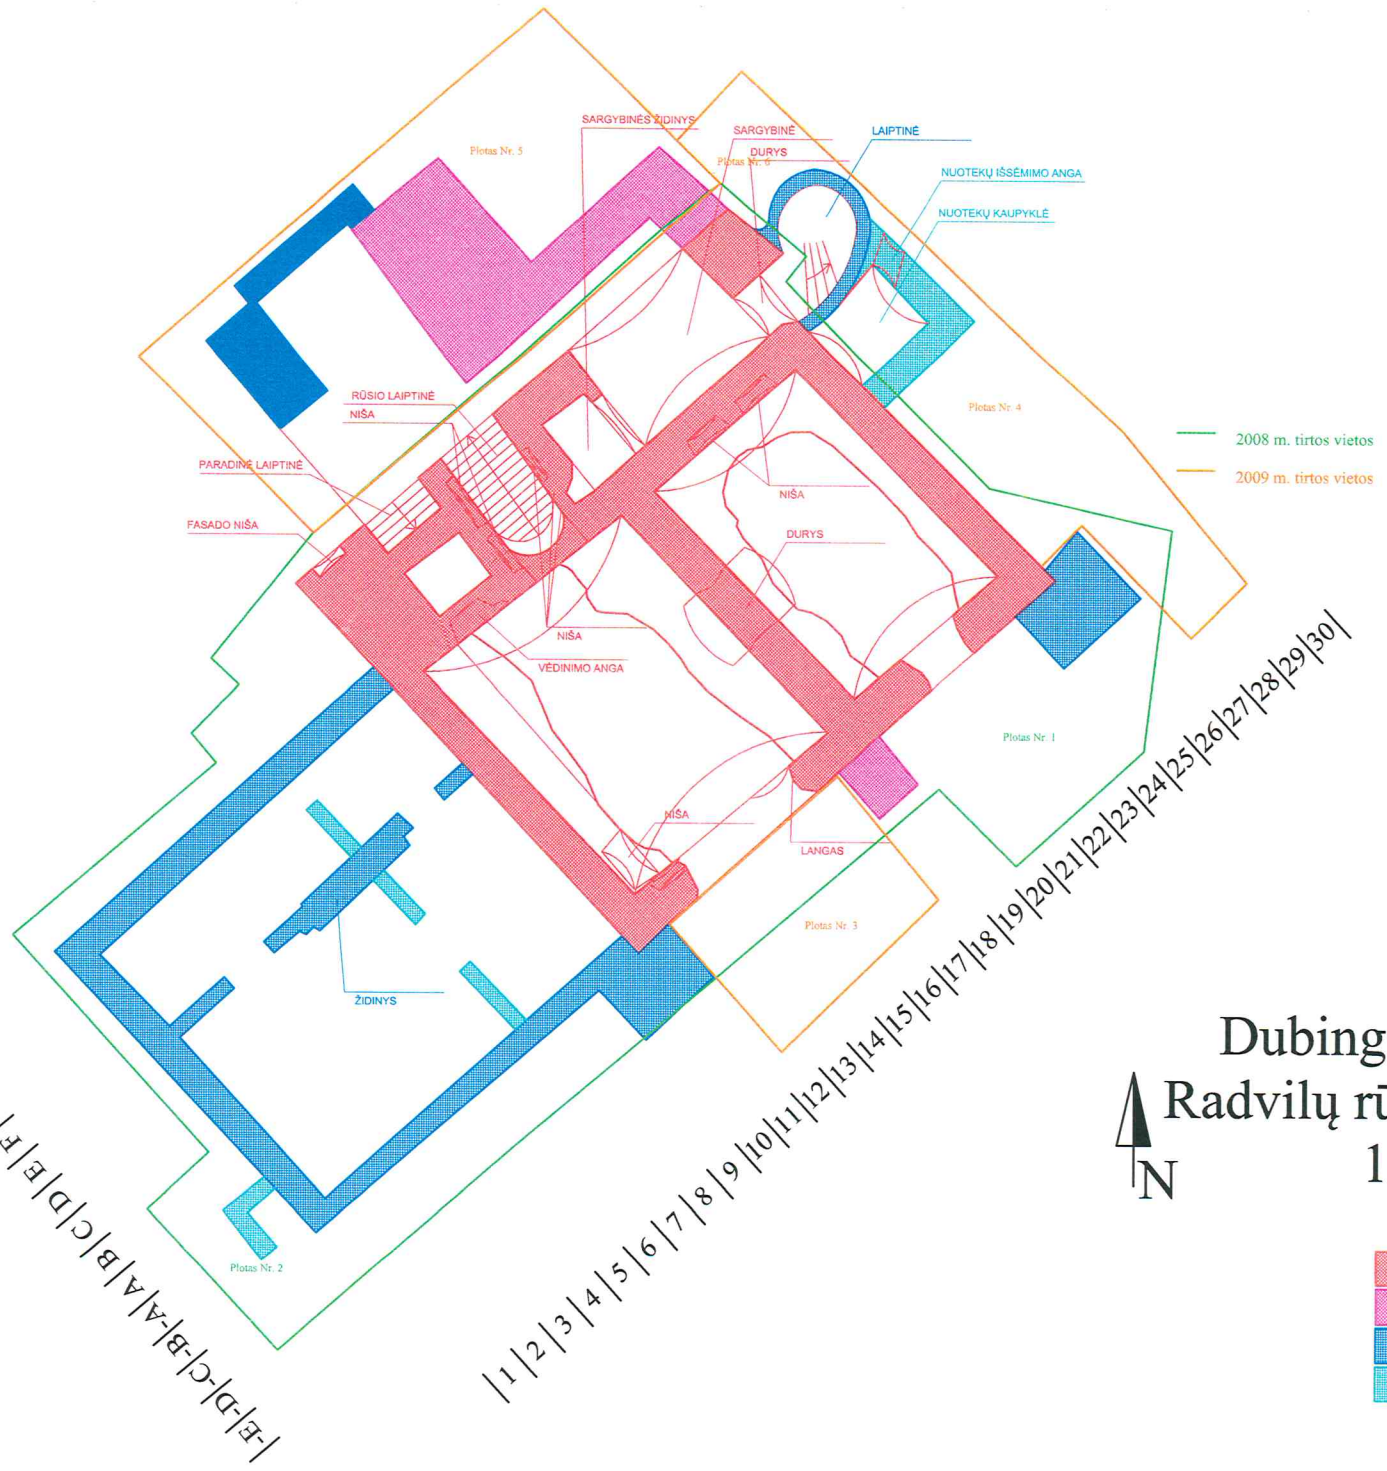 SARGYBINĖS ŽIDINYS
SARGYBINĖ
LAIPTINĖ
Plotas Nr. 5
DURYS
Plotas Nr. 6
NUOTEKŲ IŠSĖMIMO ANGA
NUOTEKŲ KAUPYKLĖ
RŪSIO LAIPTINĖ
NIŠA
Plotas Nr. 4
2008 m. tirtos vietos
PARADINĖ LAIPTINĖ
2009 m. tirtos vietos
NIŠA
FASADO NIŠA
DURYS
NIŠA
VĖDINIMO ANGA
Plotas Nr. 1
NIŠA
LANGAS
Plotas Nr. 3
ŽIDINYS
Dubing
Radvilų rū
1
N
Plotas Nr. 2
|-E|-D|-C|-B|-A|A|B|C|D|E|F|
|1|2|3|4|5|6|7|8|9|10|11|12|13|14|15|16|17|18|19|20|21|22|23|24|25|26|27|28|29|30|